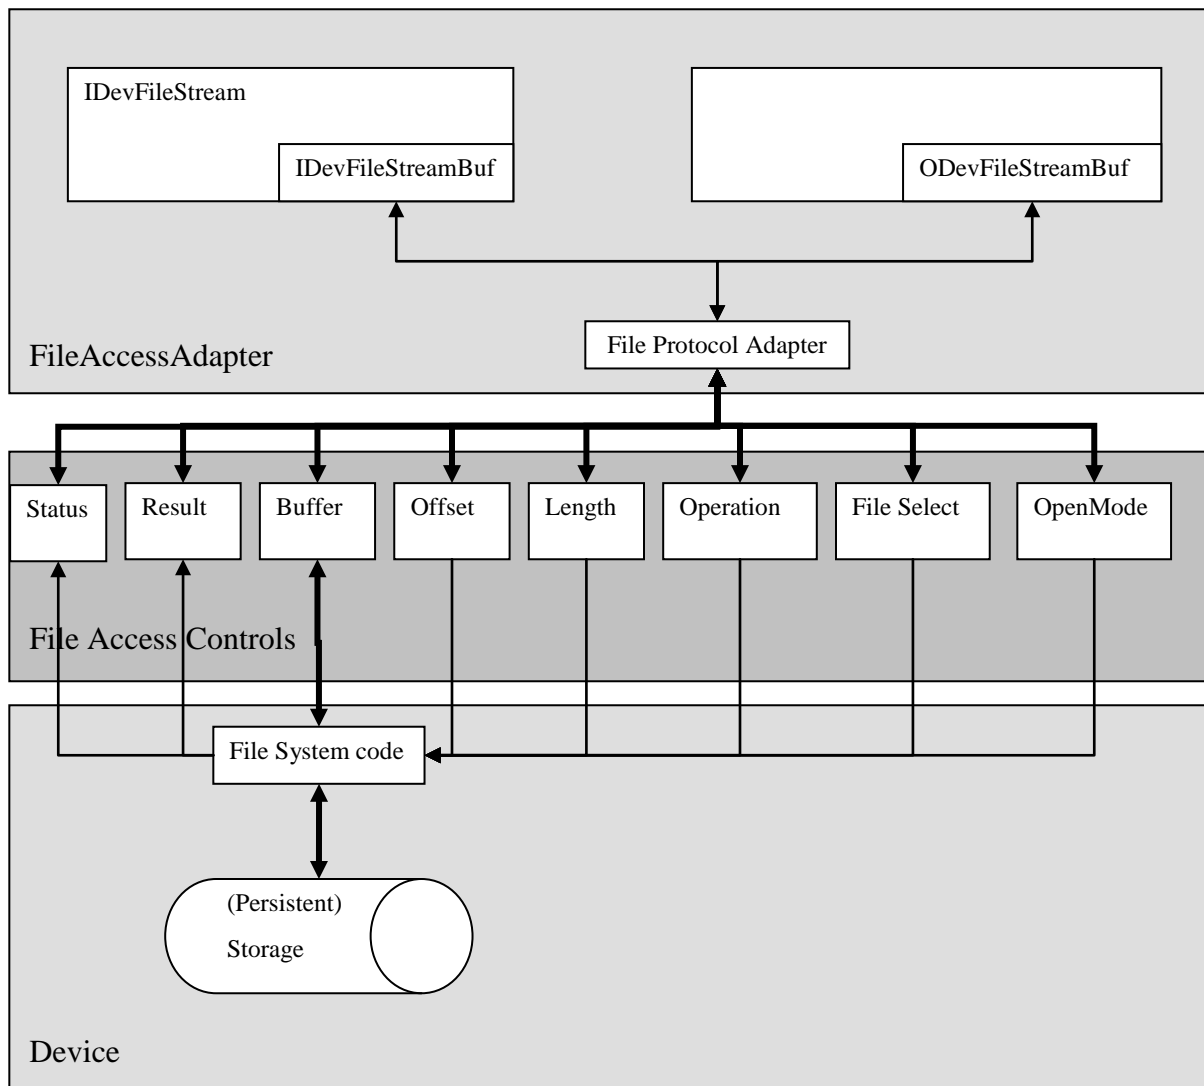 IDevFileStream
IDevFileStreamBuf
ODevFileStreamBuf
File Protocol Adapter
FileAccessAdapter
Status
Result
Buffer
Offset
Length
Operation
File Select
OpenMode
File Access Controls
File System code
(Persistent)
Storage
Device